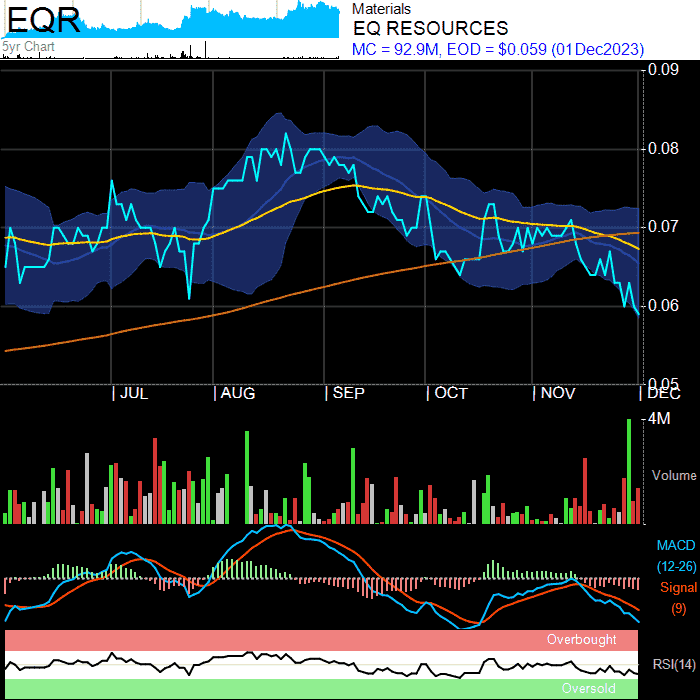 EQR
5yr Chart
Materials
EQ RESOURCES
MC = 92.9M, EOD = $0.059 (01Dec2023)
0.09
0.08
0.07
0.06
0.05
JUL AUG SEP OCT NOV DEC
4M
Volume
MACD
(12-26)
Signal
(9)
Overbought
RSI(14)
Oversold